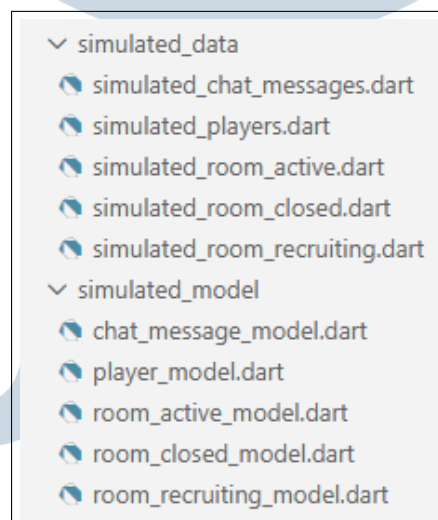 simulated_data
simulated_chat_messages.dart
simulated_players.dart
simulated_room_active.dart
simulated_room_closed.dart
simulated_room_recruiting.dart
simulated_model
chat_message_model.dart
player_model.dart
room_active_model.dart
room_closed_model.dart
room_recruiting_model.dart